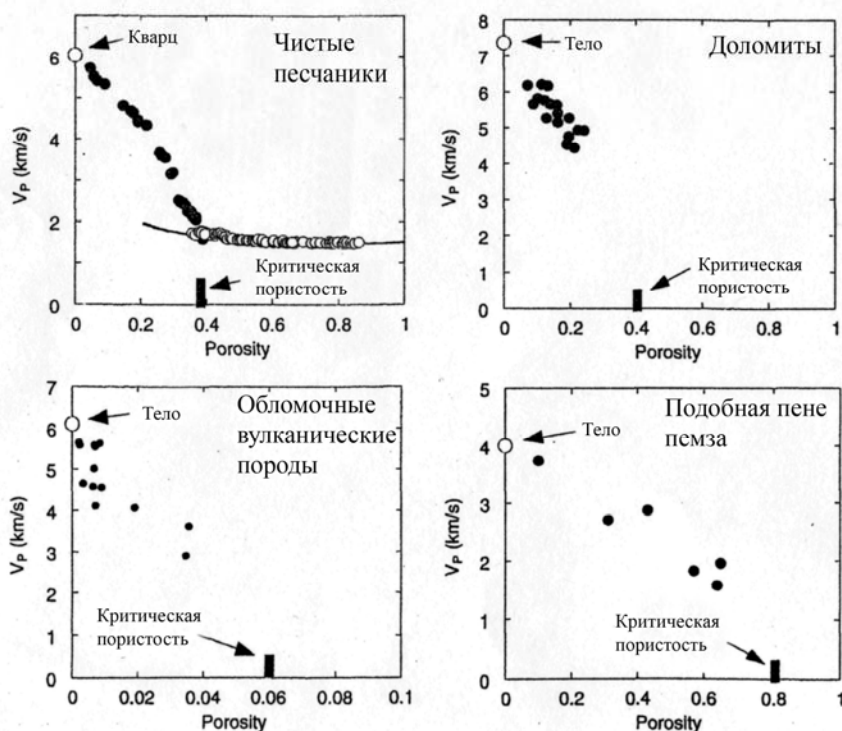 Кварц
Чистые
песчаники
6
4
2
0
V_P (km/s)
Критическая
пористость
0
0.2
0.4
0.6
0.8
1
Porosity
8
7
6
5
4
3
2
1
0
V_P (km/s)
Тело
Доломиты
Критическая
пористость
0
0.2
0.4
0.6
0.8
1
Porosity
7
6
5
4
3
2
1
0
V_P (km/s)
Тело
Обломочные
вулканические
породы
Критическая
пористость
0
0.02
0.04
0.06
0.08
0.1
Porosity
5
4
3
2
1
0
V_P (km/s)
Тело
Подобная пене
пемза
Критическая
пористость
0
0.2
0.4
0.6
0.8
1
Porosity